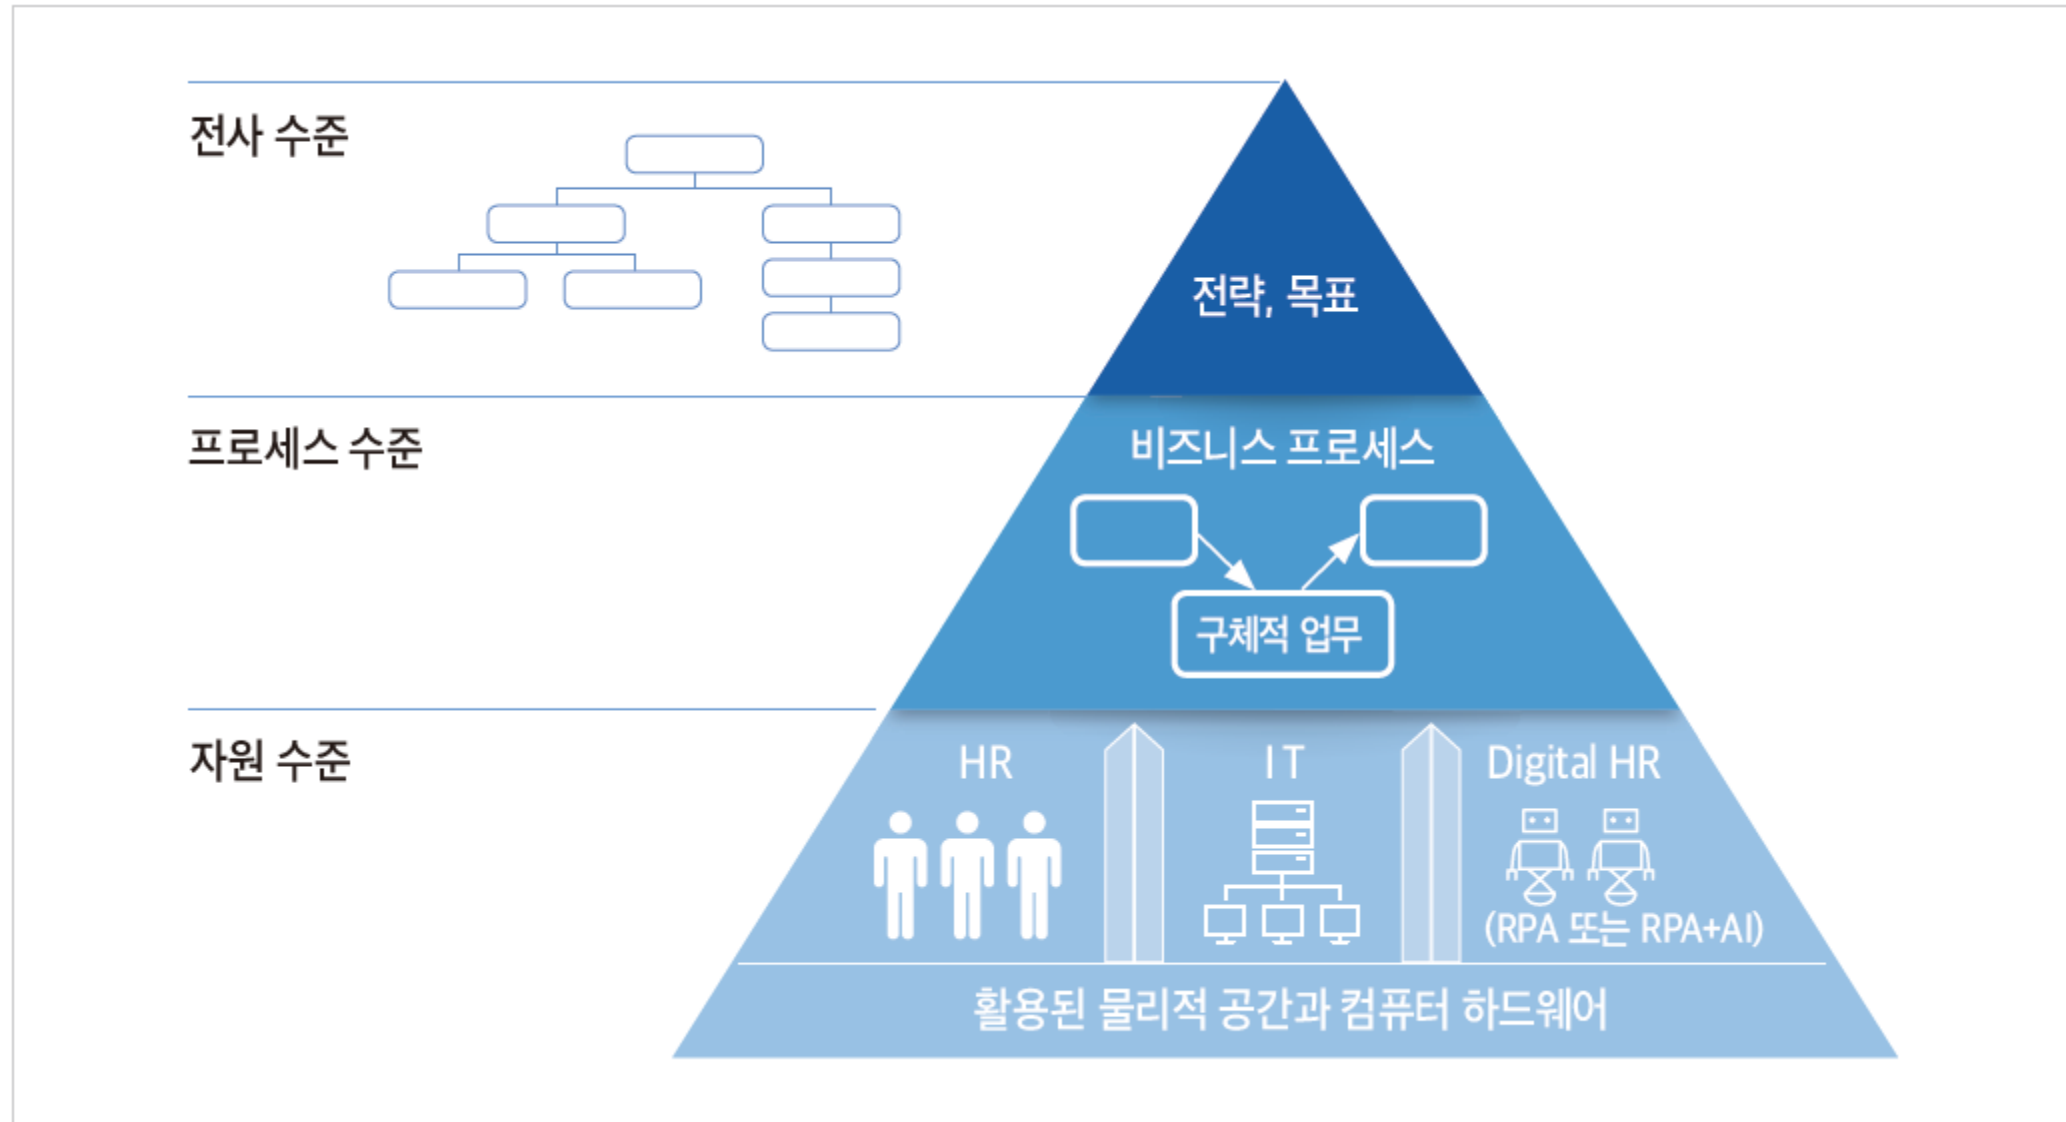 전사 수준
전략, 목표
프로세스 수준
비즈니스 프로세스
구체적 업무
자원 수준
HR
IT
Digital HR
(RPA 또는 RPA+AI)
활용된 물리적 공간과 컴퓨터 하드웨어